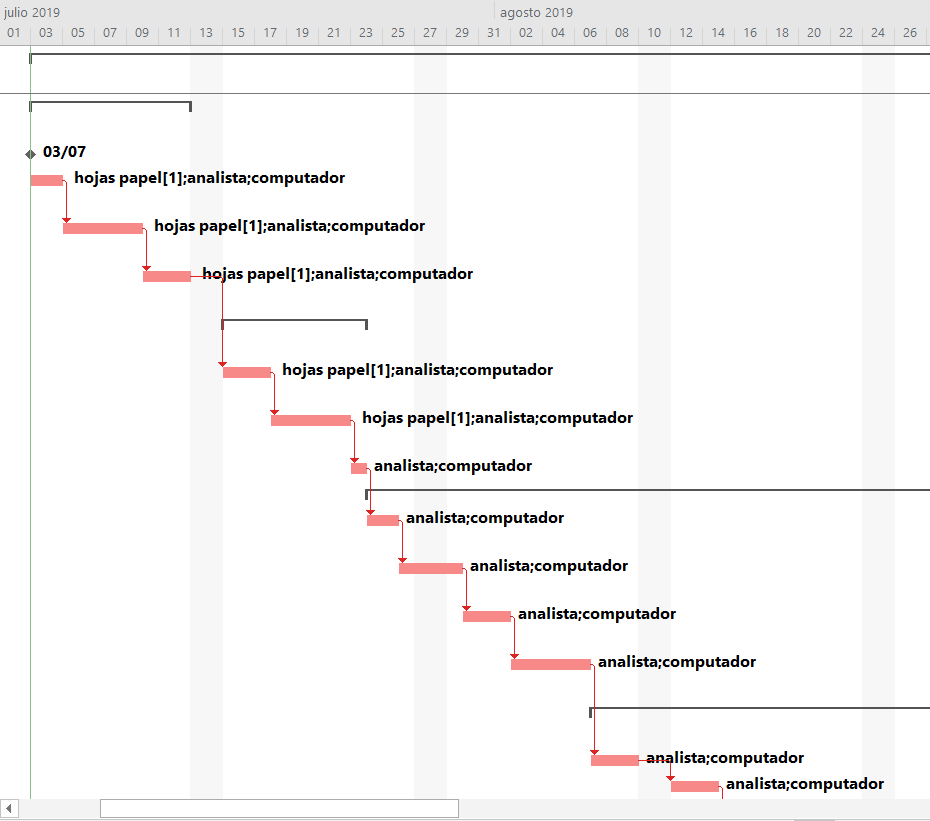 julio 2019 agosto 2019
01 03 05 07 09 11 13 15 17 19 21 23 25 27 29 31 02 04 06 08 10 12 14 16 18 20 22 24 26
03/07
hojas papel[1];analista;computador
hojas papel[1];analista;computador
hojas papel[1];analista;computador
hojas papel[1];analista;computador
hojas papel[1];analista;computador
analista;computador
analista;computador
analista;computador
analista;computador
analista;computador
analista;computador
analista;computador